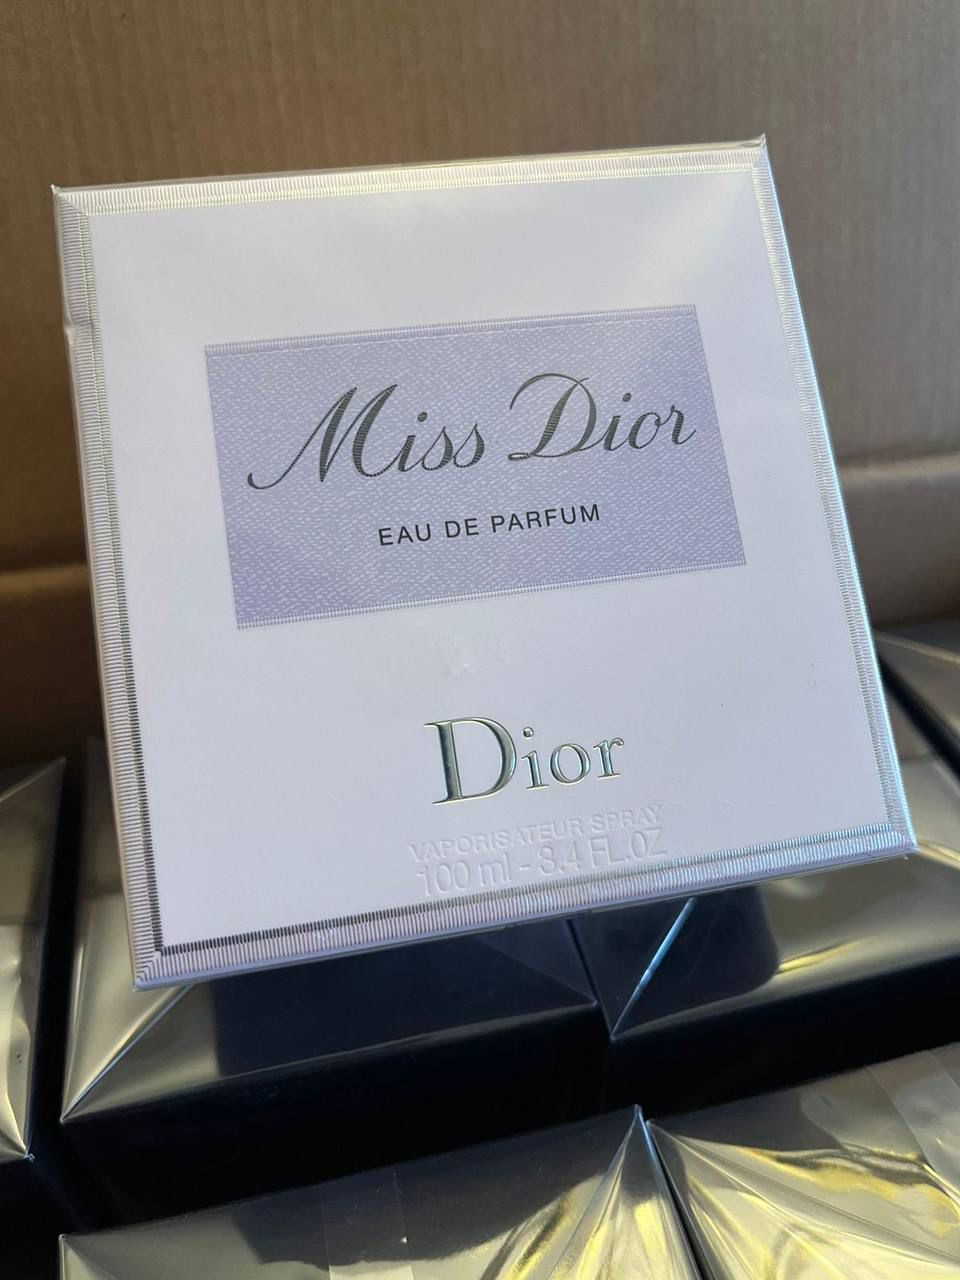 Miss Dior
EAU DE PARFUM
Dior
VAPORISATEUR SPRAY
100 ml - 3.4 FL.OZ